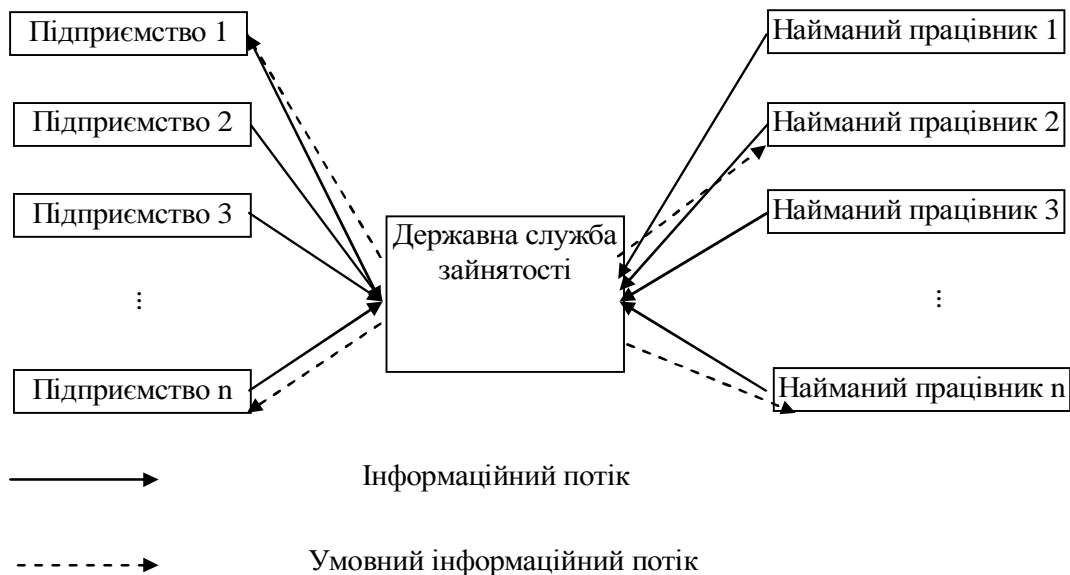 Підприємство 1
Найманий працівник 1
Підприємство 2
Найманий працівник 2
Підприємство 3
Найманий працівник 3
Державна служба
зайнятості
...
...
Підприємство n
Найманий працівник n
Інформаційний потік
Умовний інформаційний потік